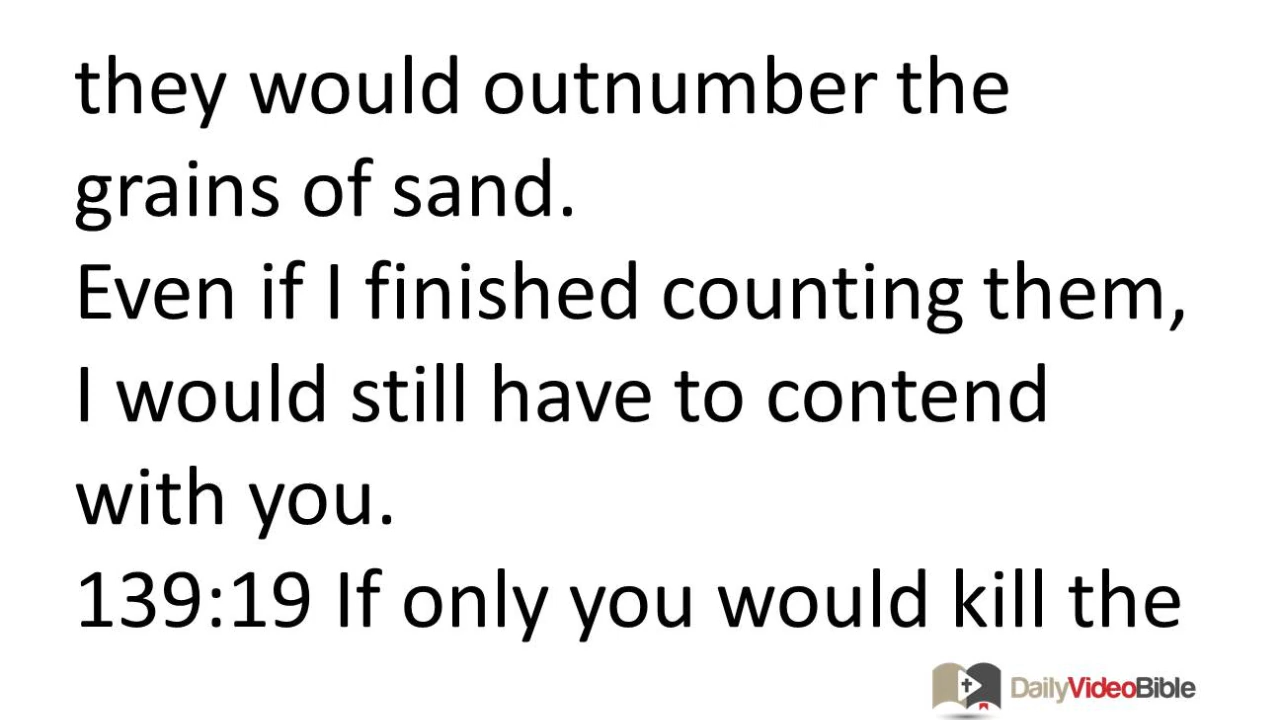 they would outnumber the
grains of sand.
Even if I finished counting them,
I would still have to contend
with you.
139:19 If only you would kill the
DailyVideoBible